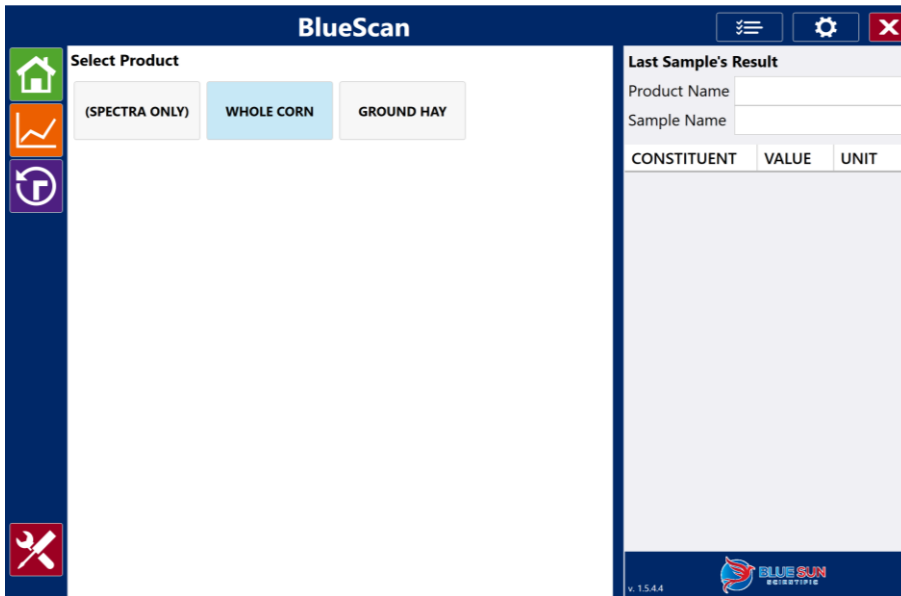 BlueScan
Select Product
(SPECTRA ONLY)
WHOLE CORN
GROUND HAY
Last Sample's Result
Product Name
Sample Name
CONSTITUENT VALUE UNIT
v. 1.5.4.4
BLUE SUN
SCIENTIFIC